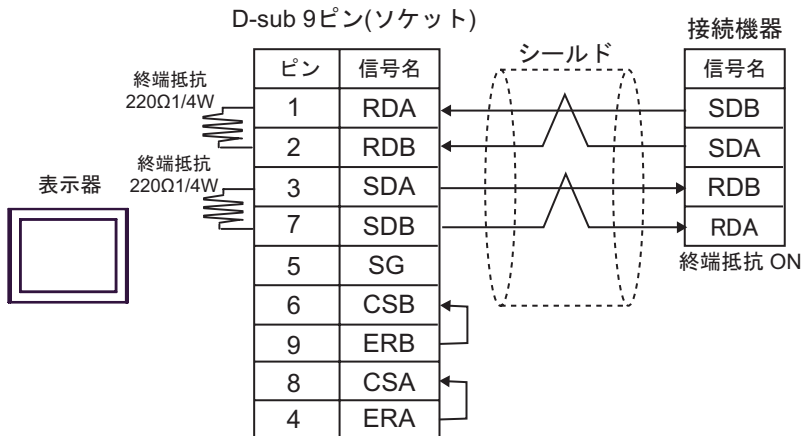 D-sub 9ピン(ソケット)
接続機器
シールド
ピン 信号名
信号名
終端抵抗
220Ω1/4W
1 RDA
SDB
2 RDB
SDA
終端抵抗
220Ω1/4W
表示器
3 SDA
RDB
7 SDB
RDA
5 SG
終端抵抗 ON
6 CSB
9 ERB
8 CSA
4 ERA